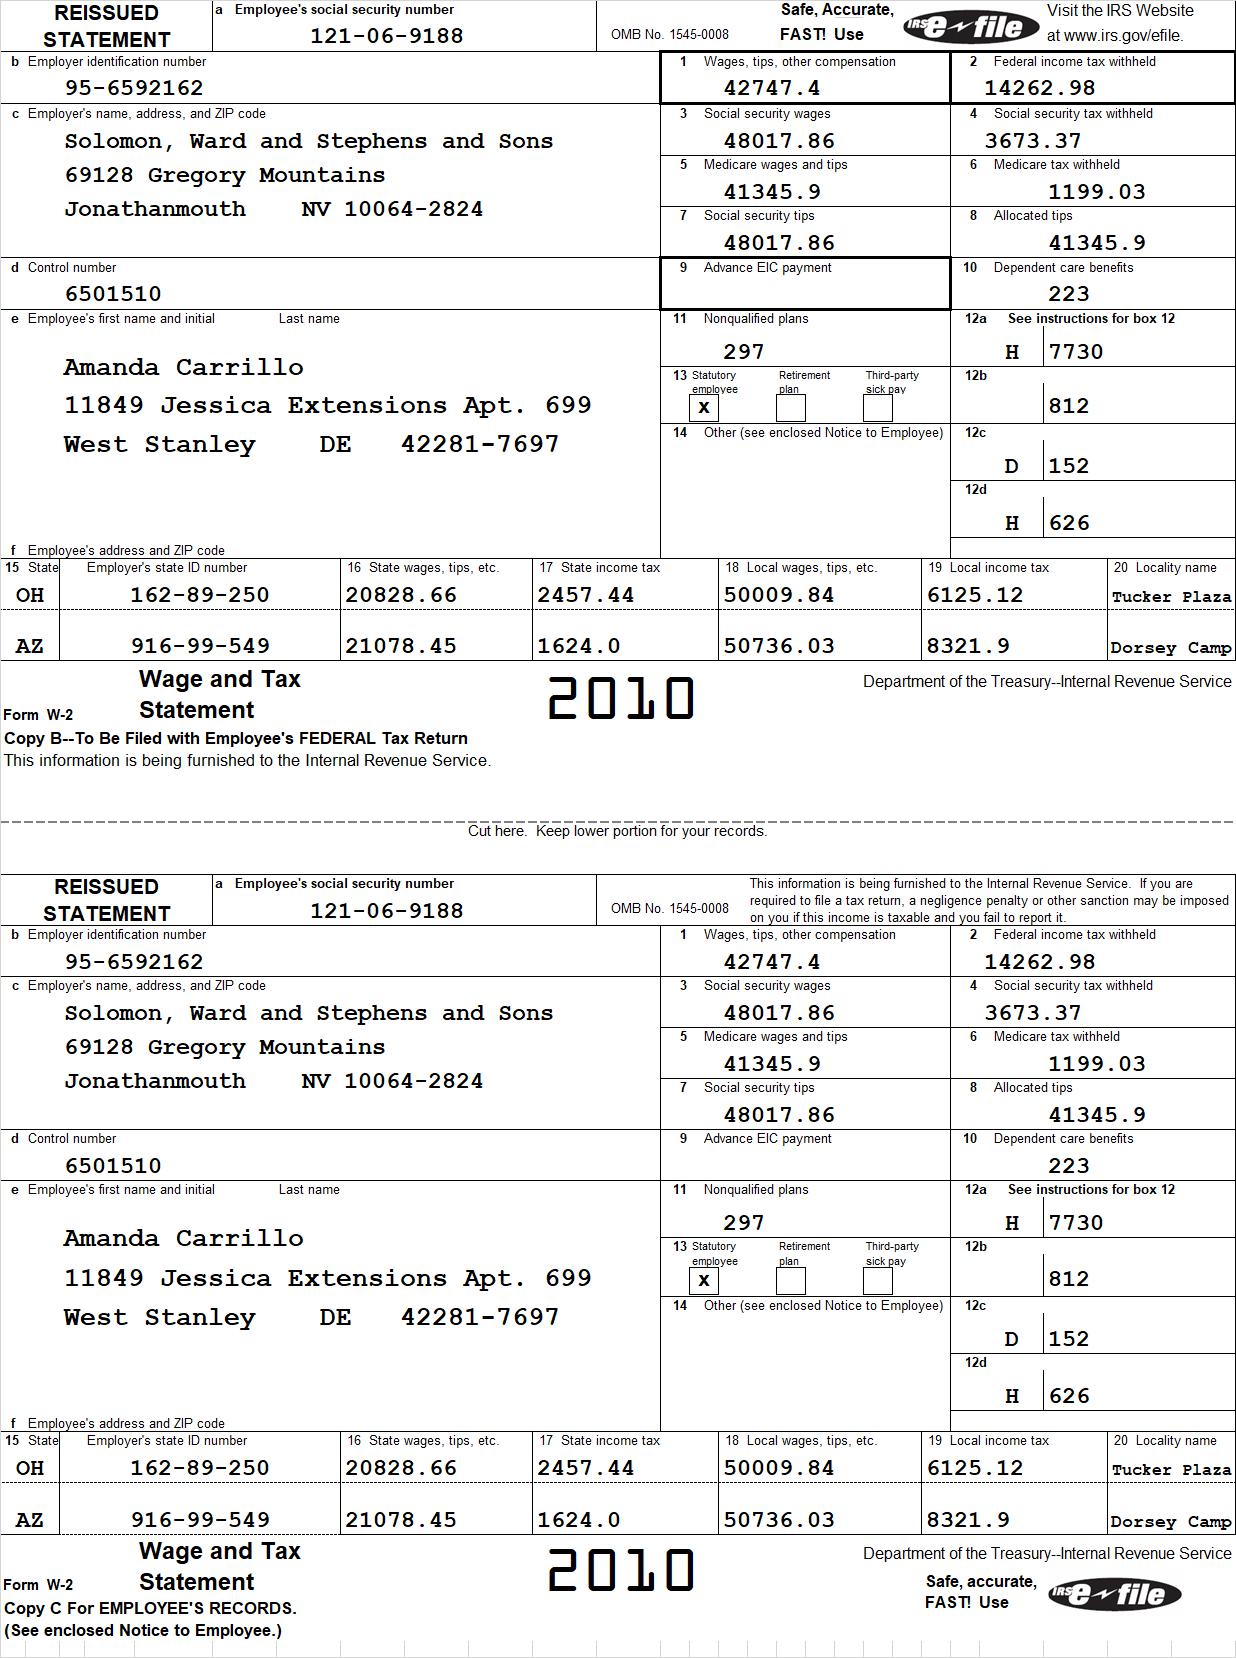 REISSUED STATEMENT
a Employee's social security number
121-06-9188
OMB No. 1545-0008
Safe, Accurate, FAST! Use
IRS e-file
Visit the IRS Website at www.irs.gov/efile.
b Employer identification number
95-6592162
1 Wages, tips, other compensation
42747.4
2 Federal income tax withheld
14262.98
c Employer's name, address, and ZIP code
Solomon, Ward and Stephens and Sons
69128 Gregory Mountains
Jonathanmouth NV 10064-2824
3 Social security wages
48017.86
4 Social security tax withheld
3673.37
5 Medicare wages and tips
41345.9
6 Medicare tax withheld
1199.03
7 Social security tips
48017.86
8 Allocated tips
41345.9
d Control number
6501510
9 Advance EIC payment
10 Dependent care benefits
223
e Employee's first name and initial Last name
Amanda Carrillo
11849 Jessica Extensions Apt. 699
West Stanley DE 42281-7697
11 Nonqualified plans
297
12a See instructions for box 12
H 7730
13 Statutory employee
Retirement plan
Third-party sick pay
x
12b
812
14 Other (see enclosed Notice to Employee)
12c
D 152
12d
H 626
f Employee's address and ZIP code
15 State Employer's state ID number 16 State wages, tips, etc. 17 State income tax 18 Local wages, tips, etc. 19 Local income tax 20 Locality name
OH 162-89-250 20828.66 2457.44 50009.84 6125.12 Tucker Plaza
AZ 916-99-549 21078.45 1624.0 50736.03 8321.9 Dorsey Camp
Form W-2 Wage and Tax Statement
2010
Department of the Treasury--Internal Revenue Service
Copy B--To Be Filed with Employee's FEDERAL Tax Return
This information is being furnished to the Internal Revenue Service.
Cut here. Keep lower portion for your records.
REISSUED STATEMENT
a Employee's social security number
121-06-9188
OMB No. 1545-0008
This information is being furnished to the Internal Revenue Service. If you are
required to file a tax return, a negligence penalty or other sanction may be imposed
on you if this income is taxable and you fail to report it.
b Employer identification number
95-6592162
1 Wages, tips, other compensation
42747.4
2 Federal income tax withheld
14262.98
c Employer's name, address, and ZIP code
Solomon, Ward and Stephens and Sons
69128 Gregory Mountains
Jonathanmouth NV 10064-2824
3 Social security wages
48017.86
4 Social security tax withheld
3673.37
5 Medicare wages and tips
41345.9
6 Medicare tax withheld
1199.03
7 Social security tips
48017.86
8 Allocated tips
41345.9
d Control number
6501510
9 Advance EIC payment
10 Dependent care benefits
223
e Employee's first name and initial Last name
Amanda Carrillo
11849 Jessica Extensions Apt. 699
West Stanley DE 42281-7697
11 Nonqualified plans
297
12a See instructions for box 12
H 7730
13 Statutory employee
Retirement plan
Third-party sick pay
x
12b
812
14 Other (see enclosed Notice to Employee)
12c
D 152
12d
H 626
f Employee's address and ZIP code
15 State Employer's state ID number 16 State wages, tips, etc. 17 State income tax 18 Local wages, tips, etc. 19 Local income tax 20 Locality name
OH 162-89-250 20828.66 2457.44 50009.84 6125.12 Tucker Plaza
AZ 916-99-549 21078.45 1624.0 50736.03 8321.9 Dorsey Camp
Form W-2 Wage and Tax Statement
2010
Department of the Treasury--Internal Revenue Service
Safe, accurate, FAST! Use
IRS e-file
Copy C For EMPLOYEE'S RECORDS.
(See enclosed Notice to Employee.)